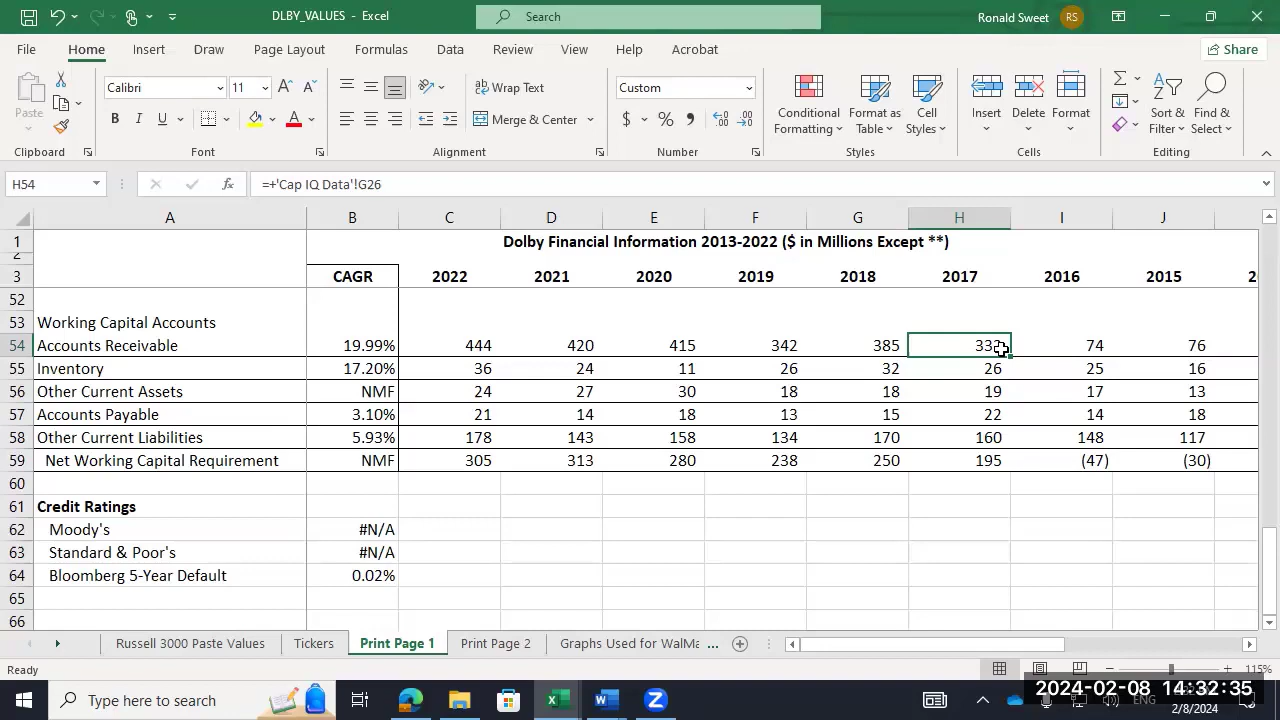 DLBY_VALUES - Excel
Search
Ronald Sweet
RS
File Home Insert Draw Page Layout Formulas Data Review View Help Acrobat
Share
Paste
Calibri 11
Wrap Text
Merge & Center
Custom
Conditional Formatting
Format as Table
Cell Styles
Insert Delete Format
Sort & Filter
Find & Select
Clipboard Font Alignment Number Styles Cells Editing
H54 fx =+'Cap IQ Data'!G26
A B C D E F G H I J
1 Dolby Financial Information 2013-2022 ($ in Millions Except **)
2
3 CAGR 2022 2021 2020 2019 2018 2017 2016 2015
52
53 Working Capital Accounts
54 Accounts Receivable 19.99% 444 420 415 342 385 74 76
55 Inventory 17.20% 36 24 11 26 32 26 25 16
56 Other Current Assets NMF 24 27 30 18 18 19 17 13
57 Accounts Payable 3.10% 21 14 18 13 15 22 14 18
58 Other Current Liabilities 5.93% 178 143 158 134 170 160 148 117
59 Net Working Capital Requirement NMF 305 313 280 238 250 195 (47) (30)
60
61 Credit Ratings
62 Moody's #N/A
63 Standard & Poor's #N/A
64 Bloomberg 5-Year Default 0.02%
65
66
Russell 3000 Paste Values Tickers Print Page 1 Print Page 2 Graphs Used for WalMa ...
Ready
115%
Type here to search
2024-02-08 14:32:35
ENG
2/8/2024